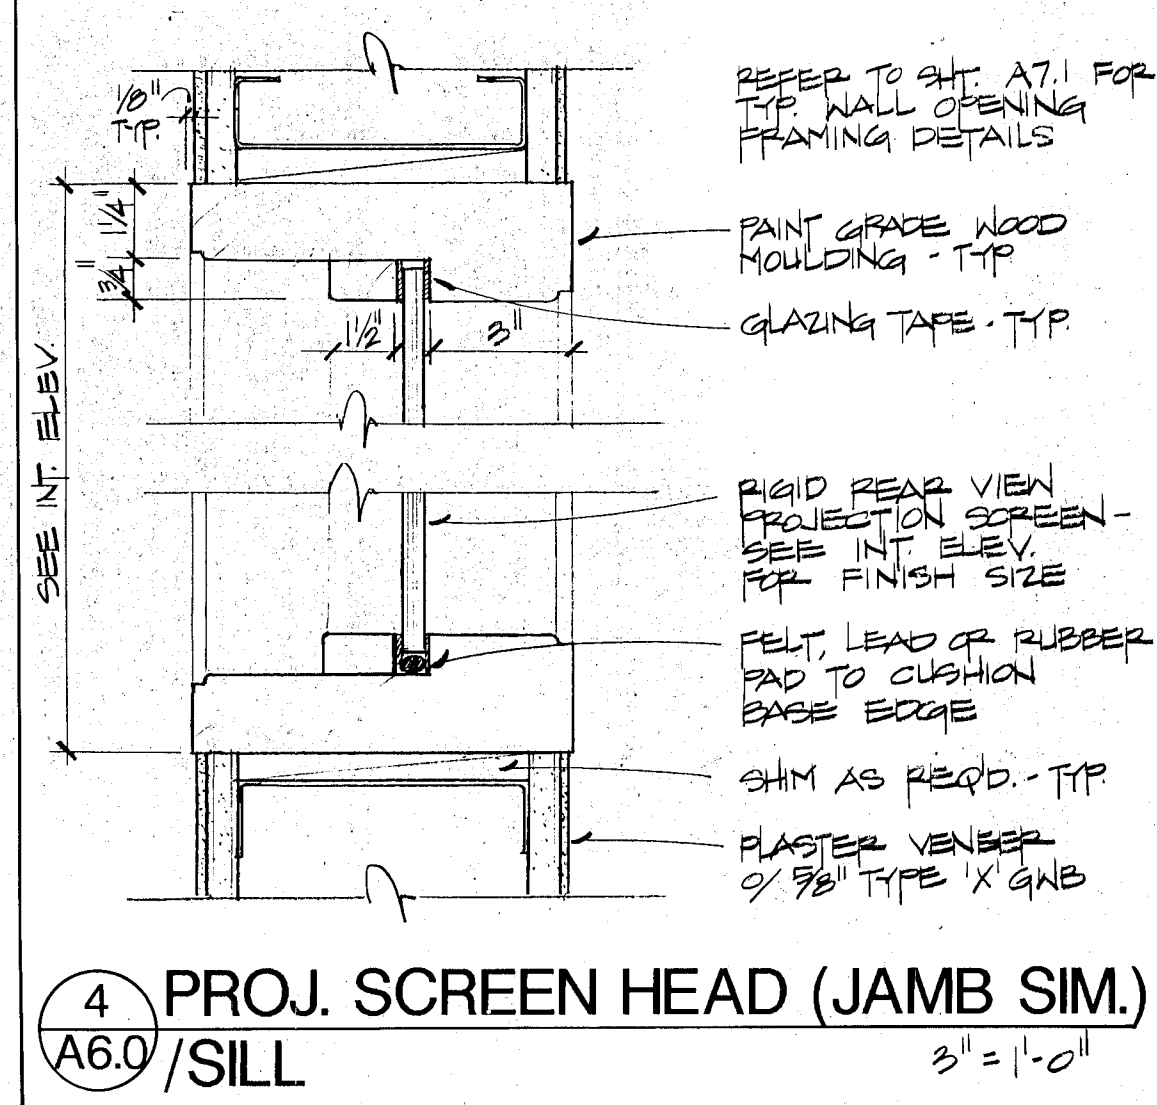 REFER TO SHT. A7.1 FOR
TYP. WALL OPENING
FRAMING DETAILS
PAINT GRADE WOOD
MOULDING - TYP
GLAZING TAPE - TYP.
RIGID REAR VIEW
PROJECTION SCREEN -
SEE INT. ELEV.
FOR FINISH SIZE
FELT, LEAD OR RUBBER
PAD TO CUSHION
BASE EDGE
SHIM AS REQ'D. - TYP.
PLASTER VENEER
O/ 5/8" TYPE 'X' GWB
1/8"
TYP.
1 1/4"
3/4"
1 1/2"
3"
SEE INT. ELEV.
4
A6.0
PROJ. SCREEN HEAD (JAMB SIM.)
/SILL
3" = 1'-0"